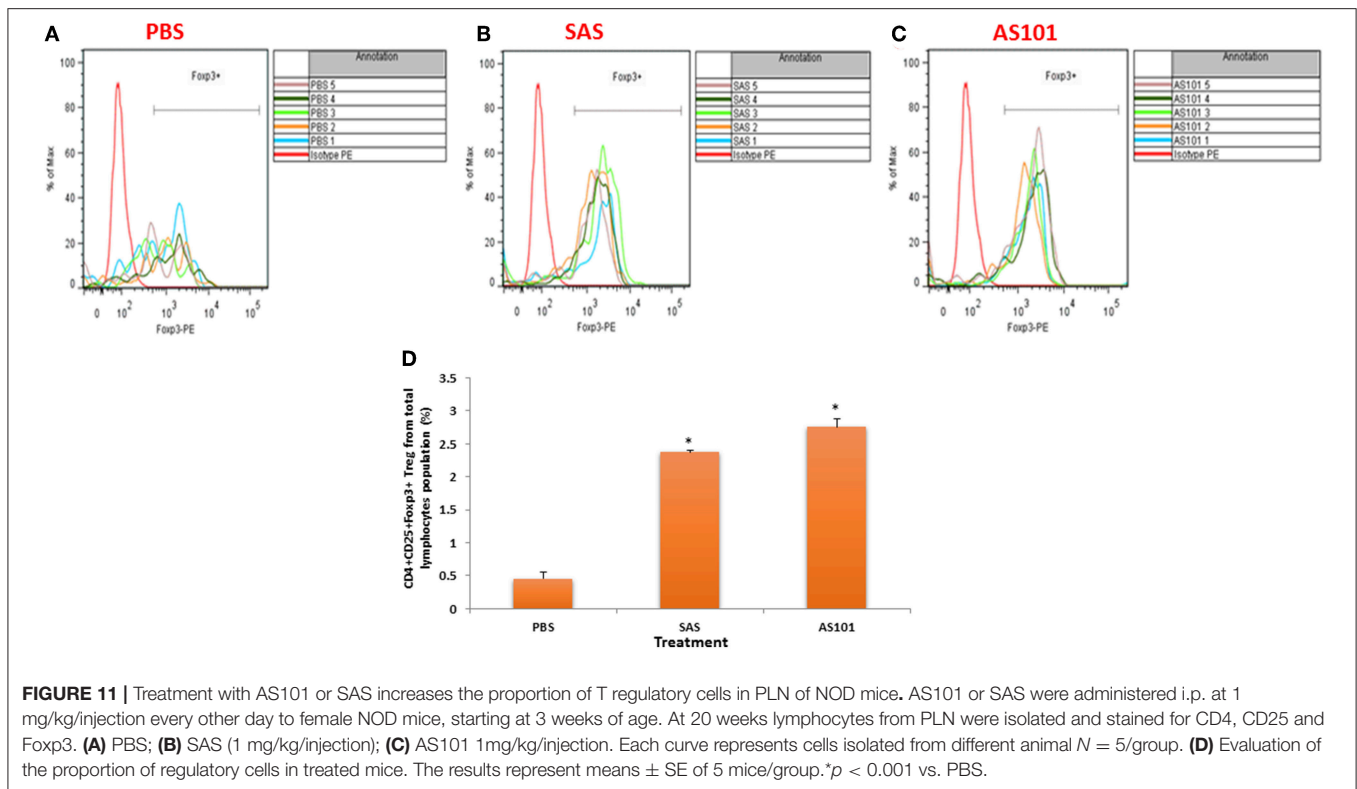 A
PBS
Annotation
Foxp3+
PBS 5
PBS 4
PBS 3
PBS 2
PBS 1
Isotype PE
100
80
60
40
20
0
% of Max
0 10^2 10^3 10^4 10^5
Foxp3-PE
B
SAS
Annotation
Foxp3+
SAS 5
SAS 4
SAS 3
SAS 2
SAS 1
Isotype PE
100
80
60
40
20
0
% of Max
0 10^2 10^3 10^4 10^5
Foxp3-PE
C
AS101
Annotation
Foxp3+
AS101 5
AS101 4
AS101 3
AS101 2
AS101 1
Isotype PE
100
80
60
40
20
0
% of Max
0 10^2 10^3 10^4 10^5
Foxp3-PE
D
CD4+CD25+Foxp3+ Treg from total
lymphocytes population (%)
3.5
3
2.5
2
1.5
1
0.5
0
*
*
PBS SAS AS101
Treatment
FIGURE 11 | Treatment with AS101 or SAS increases the proportion of T regulatory cells in PLN of NOD mice. AS101 or SAS were administered i.p. at 1
mg/kg/injection every other day to female NOD mice, starting at 3 weeks of age. At 20 weeks lymphocytes from PLN were isolated and stained for CD4, CD25 and
Foxp3. (A) PBS; (B) SAS (1 mg/kg/injection); (C) AS101 1mg/kg/injection. Each curve represents cells isolated from different animal N = 5/group. (D) Evaluation of
the proportion of regulatory cells in treated mice. The results represent means ± SE of 5 mice/group.*p < 0.001 vs. PBS.